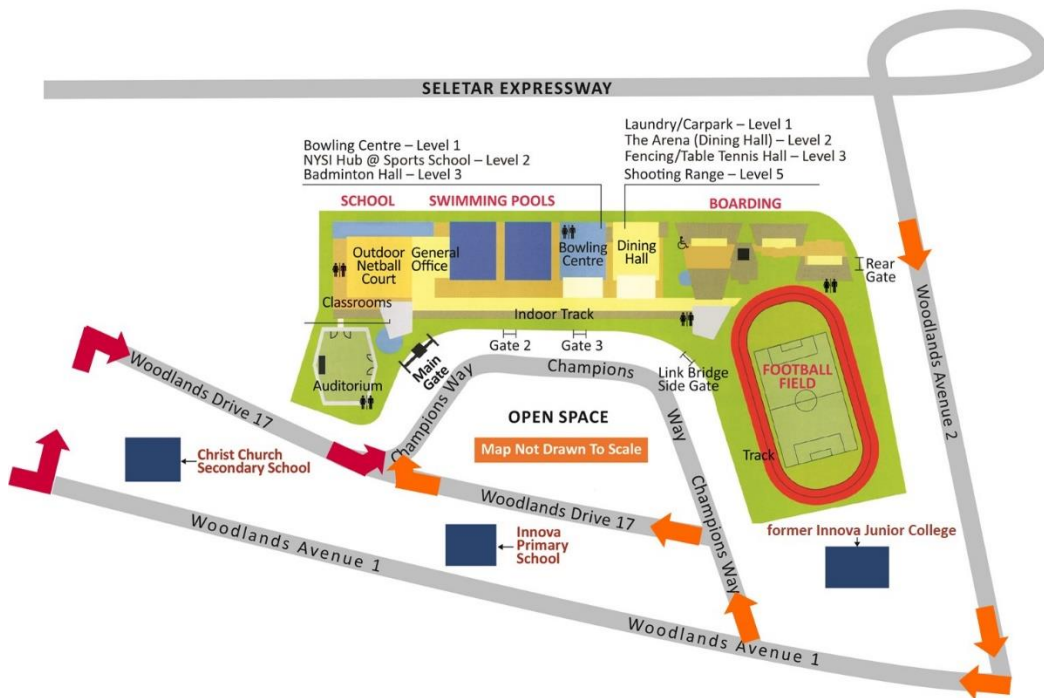 SELETAR EXPRESSWAY
Bowling Centre – Level 1
NYSI Hub @ Sports School – Level 2
Badminton Hall – Level 3
Laundry/Carpark – Level 1
The Arena (Dining Hall) – Level 2
Fencing/Table Tennis Hall – Level 3
Shooting Range – Level 5
SCHOOL
SWIMMING POOLS
BOARDING
Outdoor
Netball
Court
General
Office
Bowling
Centre
Dining
Hall
Rear
Gate
Classrooms
Indoor Track
Auditorium
Main
Gate
Gate 2
Gate 3
Link Bridge
Side Gate
FOOTBALL
FIELD
Track
Woodlands Avenue 2
Woodlands Drive 17
Champions Way
Champions
Way
OPEN SPACE
Map Not Drawn To Scale
Christ Church
Secondary School
Woodlands Drive 17
Champions Way
Innova
Primary
School
former Innova Junior College
Woodlands Avenue 1
Woodlands Avenue 1